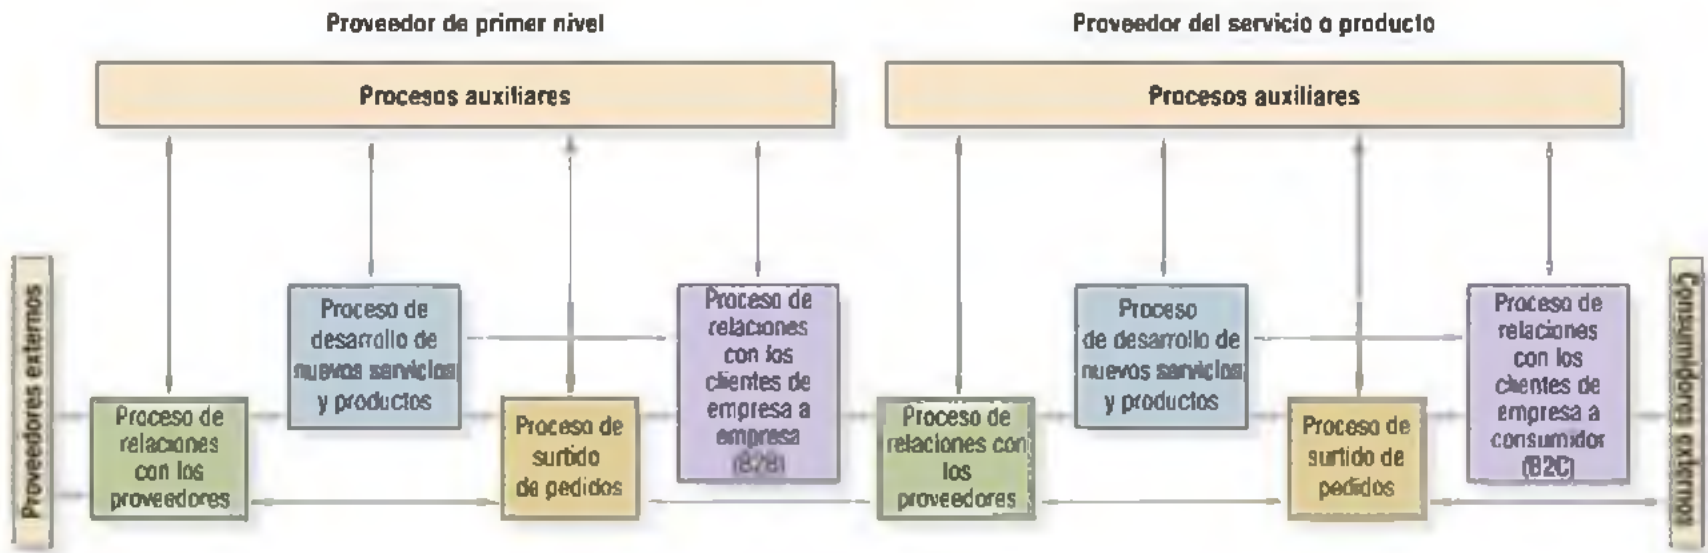 Proveedor de primer nivel
Proveedor del servicio o producto
Procesos auxiliares
Procesos auxiliares
Proveedores externos
Proceso de
relaciones
con los
proveedores
Proceso de
desarrollo de
nuevos servicios
y productos
Proceso de
surtido
de pedidos
Proceso de
relaciones
con los
clientes de
empresa a
empresa
(B2B)
Proceso de
relaciones con
los
proveedores
Proceso
de desarrollo de
nuevos servicios
y productos
Proceso de
surtido de
pedidos
Proceso de
relaciones
con los
clientes de
empresa a
consumidor
(B2C)
Consumidores externos